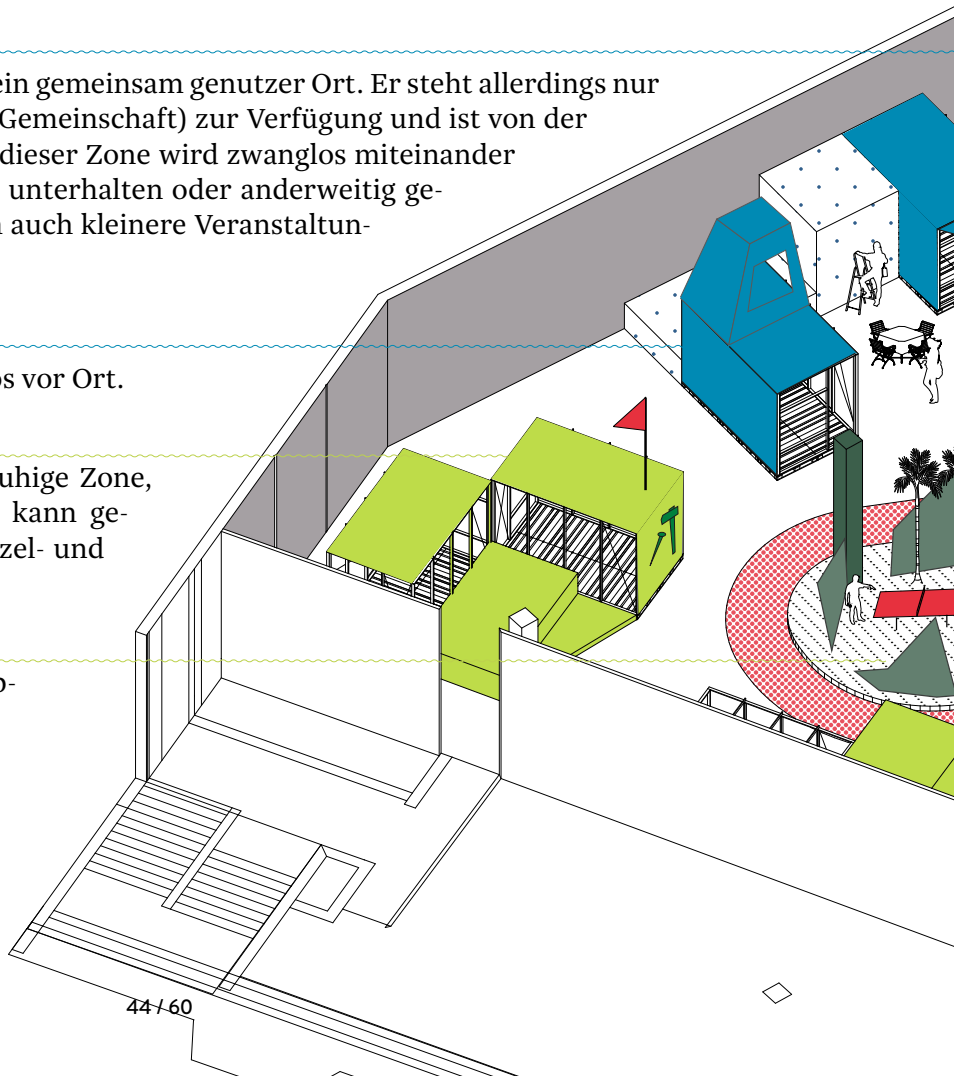 ein gemeinsam genutzer Ort. Er steht allerdings nur
Gemeinschaft) zur Verfügung und ist von der
dieser Zone wird zwanglos miteinander
unterhalten oder anderweitig ge-
auch kleinere Veranstaltun-
vor Ort.
uhige Zone,
kann ge-
zel- und
44 / 60